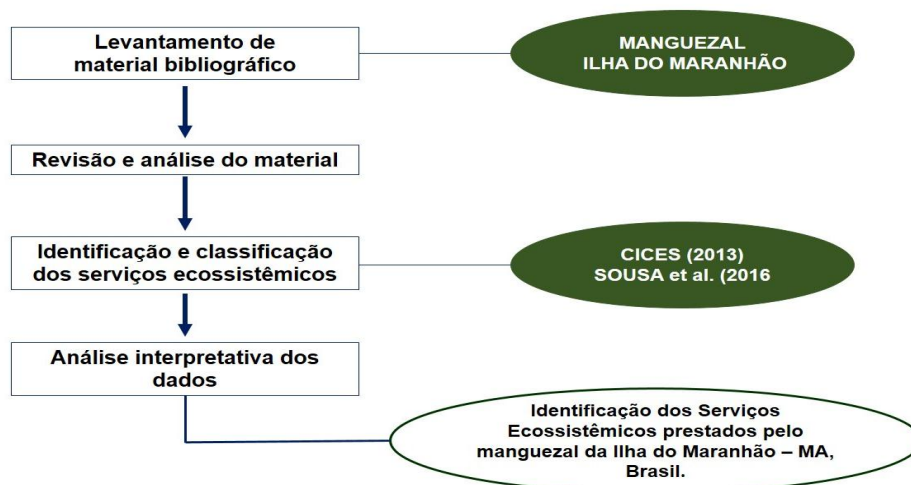 Levantamento de
material bibliográfico
MANGUEZAL
ILHA DO MARANHÃO
Revisão e análise do material
Identificação e classificação
dos serviços ecossistêmicos
CICES (2013)
SOUSA et al. (2016
Análise interpretativa dos
dados
Identificação dos Serviços
Ecossistêmicos prestados pelo
manguezal da Ilha do Maranhão – MA,
Brasil.